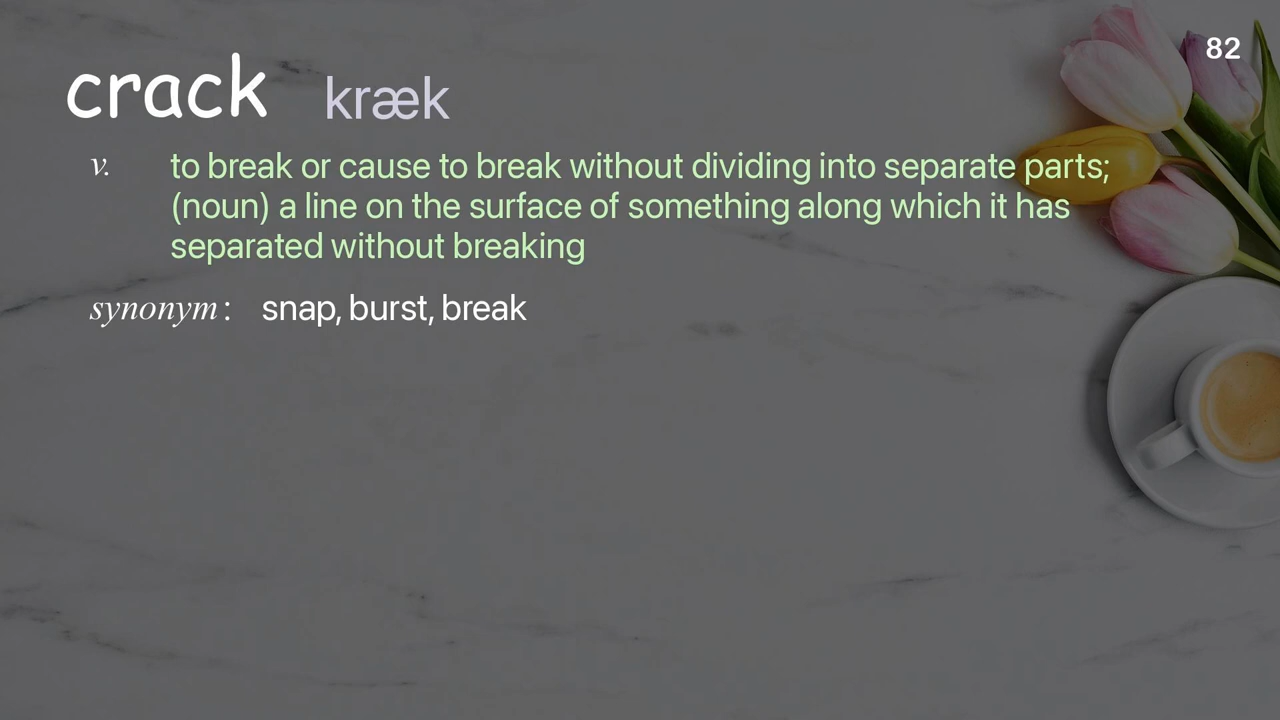 82
crack kræk
v. to break or cause to break without dividing into separate parts;
(noun) a line on the surface of something along which it has
separated without breaking
synonym: snap, burst, break